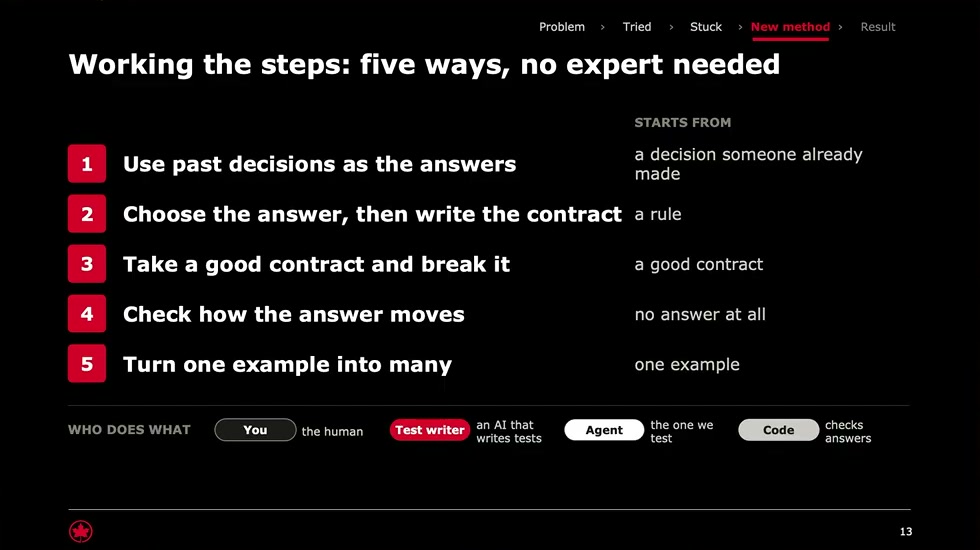 Problem › Tried › Stuck › New method › Result
Working the steps: five ways, no expert needed
STARTS FROM
1 Use past decisions as the answers a decision someone already
made
2 Choose the answer, then write the contract a rule
3 Take a good contract and break it a good contract
4 Check how the answer moves no answer at all
5 Turn one example into many one example
WHO DOES WHAT
You the human
Test writer an AI that
writes tests
Agent the one we
test
Code checks
answers
13